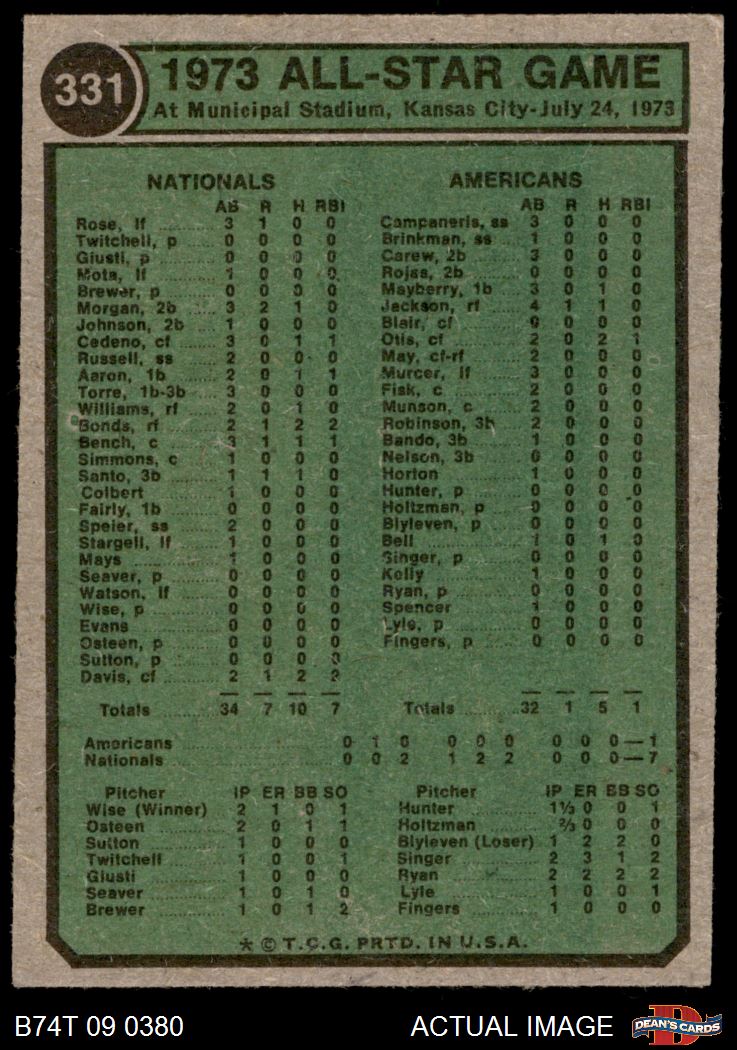 331
1973 ALL-STAR GAME
At Municipal Stadium, Kansas City-July 24, 1973
NATIONALS
AB R H RBI
Rose, lf 3 1 0 0
Twitchell, p 0 0 0 0
Giusti, p 0 0 0 0
Mota, lf 1 0 0 0
Brewer, p 0 0 0 0
Morgan, 2b 3 2 1 0
Johnson, 2b 1 0 0 0
Cedeno, cf 3 0 1 1
Russell, ss 2 0 0 0
Aaron, 1b 2 0 1 1
Torre, 1b-3b 3 0 0 0
Williams, rf 2 0 1 0
Bonds, rf 2 1 2 2
Bench, c 3 1 1 1
Simmons, c 1 0 0 0
Santo, 3b 1 1 1 0
Colbert 1 0 0 0
Fairly, 1b 0 0 0 0
Speier, ss 2 0 0 0
Stargell, lf 1 0 0 0
Mays 1 0 0 0
Seaver, p 0 0 0 0
Watson, lf 0 0 0 0
Wise, p 0 0 0 0
Evans 0 0 0 0
Osteen, p 0 0 0 0
Sutton, p 0 0 0 0
Davis, cf 2 1 2 2
Totals 34 7 10 7
AMERICANS
AB R H RBI
Campaneris, ss 3 0 0 0
Brinkman, ss 1 0 0 0
Carew, 2b 3 0 0 0
Rojas, 2b 0 0 0 0
Mayberry, 1b 3 0 1 0
Jackson, rf 4 1 1 0
Blair, cf 0 0 0 0
Otis, cf 2 0 2 1
May, cf-rf 2 0 0 0
Murcer, lf 3 0 0 0
Fisk, c 2 0 0 0
Munson, c 2 0 0 0
Robinson, 3b 2 0 0 0
Bando, 3b 1 0 0 0
Nelson, 3b 0 0 0 0
Horton 1 0 0 0
Hunter, p 0 0 0 0
Holtzman, p 0 0 0 0
Blyleven, p 0 0 0 0
Bell 1 0 1 0
Singer, p 0 0 0 0
Kelly 1 0 0 0
Ryan, p 0 0 0 0
Spencer 1 0 0 0
Lyle, p 0 0 0 0
Fingers, p 0 0 0 0
Totals 32 1 5 1
Americans 0 1 0 0 0 0 0 0 0—1
Nationals 0 0 2 1 2 2 0 0 0—7
Pitcher IP ER BB SO
Wise (Winner) 2 1 0 1
Osteen 2 0 1 1
Sutton 1 0 0 0
Twitchell 1 0 0 1
Giusti 1 0 0 0
Seaver 1 0 1 0
Brewer 1 0 1 2
Pitcher IP ER BB SO
Hunter 1⅓ 0 0 1
Holtzman ⅔ 0 0 0
Blyleven (Loser) 1 2 2 0
Singer 2 3 1 2
Ryan 2 2 2 2
Lyle 1 0 0 1
Fingers 1 0 0 0
* © T.C.G. PRTD. IN U.S.A.
B74T 09 0380
ACTUAL IMAGE
DEAN'S CARDS